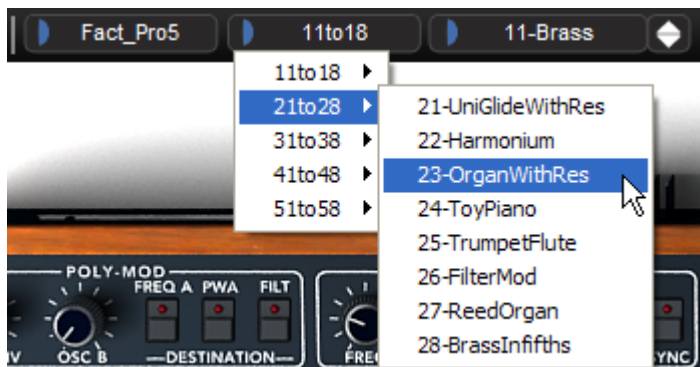 Fact_Pro5 11to18 11-Brass
11to18
21to28
31to38
41to48
51to58
21-UniGlideWithRes
22-Harmonium
23-OrganWithRes
24-ToyPiano
25-TrumpetFlute
26-FilterMod
27-ReedOrgan
28-BrassInfifths
POLY-MOD
FREQ A PWA FILT
OSC B DESTINATION